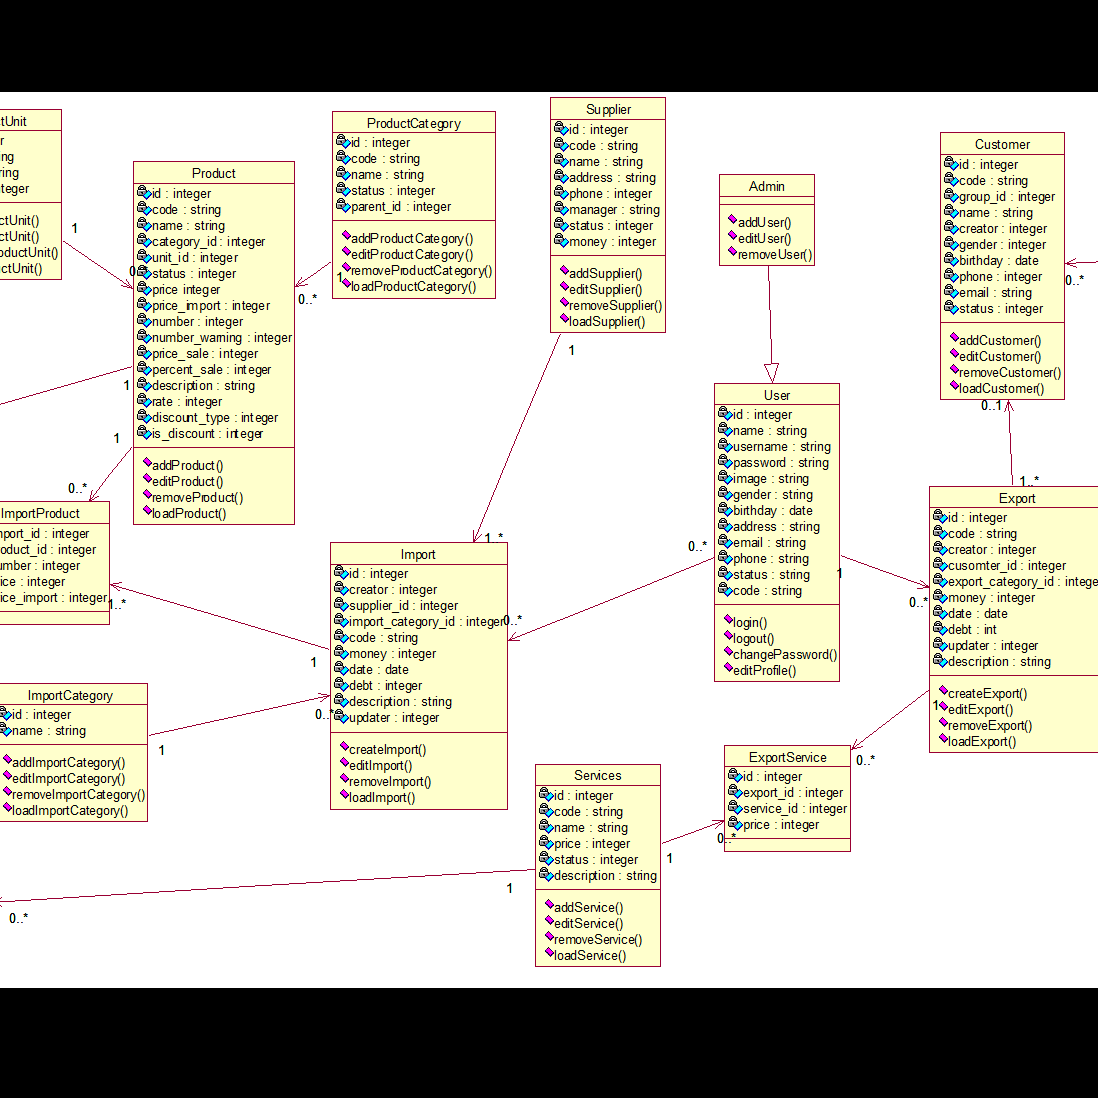 tUnit
ctUnit()
ctUnit()
oductUnit()
ctUnit()
1
0..*
Product
id : integer
code : string
name : string
category_id : integer
unit_id : integer
status : integer
price integer
price_import : integer
number : integer
number_warning : integer
price_sale : integer
percent_sale : integer
description : string
rate : integer
discount_type : integer
is_discount : integer
addProduct()
editProduct()
removeProduct()
loadProduct()
1
1
0..*
ProductCategory
id : integer
code : string
name : string
status : integer
parent_id : integer
addProductCategory()
editProductCategory()
removeProductCategory()
loadProductCategory()
1
0..*
Supplier
id : integer
code : string
name : string
address : string
phone : integer
manager : string
status : integer
money : integer
addSupplier()
editSupplier()
removeSupplier()
loadSupplier()
1
1..*
Admin
addUser()
editUser()
removeUser()
Customer
id : integer
code : string
group_id : integer
name : string
creator : integer
gender : integer
birthday : date
phone : integer
email : string
status : integer
addCustomer()
editCustomer()
removeCustomer()
loadCustomer()
0..*
0..1
1..*
User
id : integer
name : string
username : string
password : string
image : string
gender : string
birthday : date
address : string
email : string
phone : string
status : string
code : string
login()
logout()
changePassword()
editProfile()
0..*
0..*
1
0..*
Export
id : integer
code : string
creator : integer
cusomter_id : integer
export_category_id : intege
money : integer
date : date
debt : int
updater : integer
description : string
createExport()
editExport()
removeExport()
loadExport()
1
0..*
ImportProduct
mport_id : integer
oduct_id : integer
umber : integer
ice : integer
ice_import : integer
1..*
1
Import
id : integer
creator : integer
supplier_id : integer
import_category_id : integer
code : string
money : integer
date : date
debt : integer
description : string
updater : integer
createImport()
editImport()
removeImport()
loadImport()
ImportCategory
id : integer
name : string
addImportCategory()
editImportCategory()
removeImportCategory()
loadImportCategory()
1
0..*
Services
id : integer
code : string
name : string
price : integer
status : integer
description : string
addService()
editService()
removeService()
loadService()
1
0..*
1
0..*
ExportService
id : integer
export_id : integer
service_id : integer
price : integer